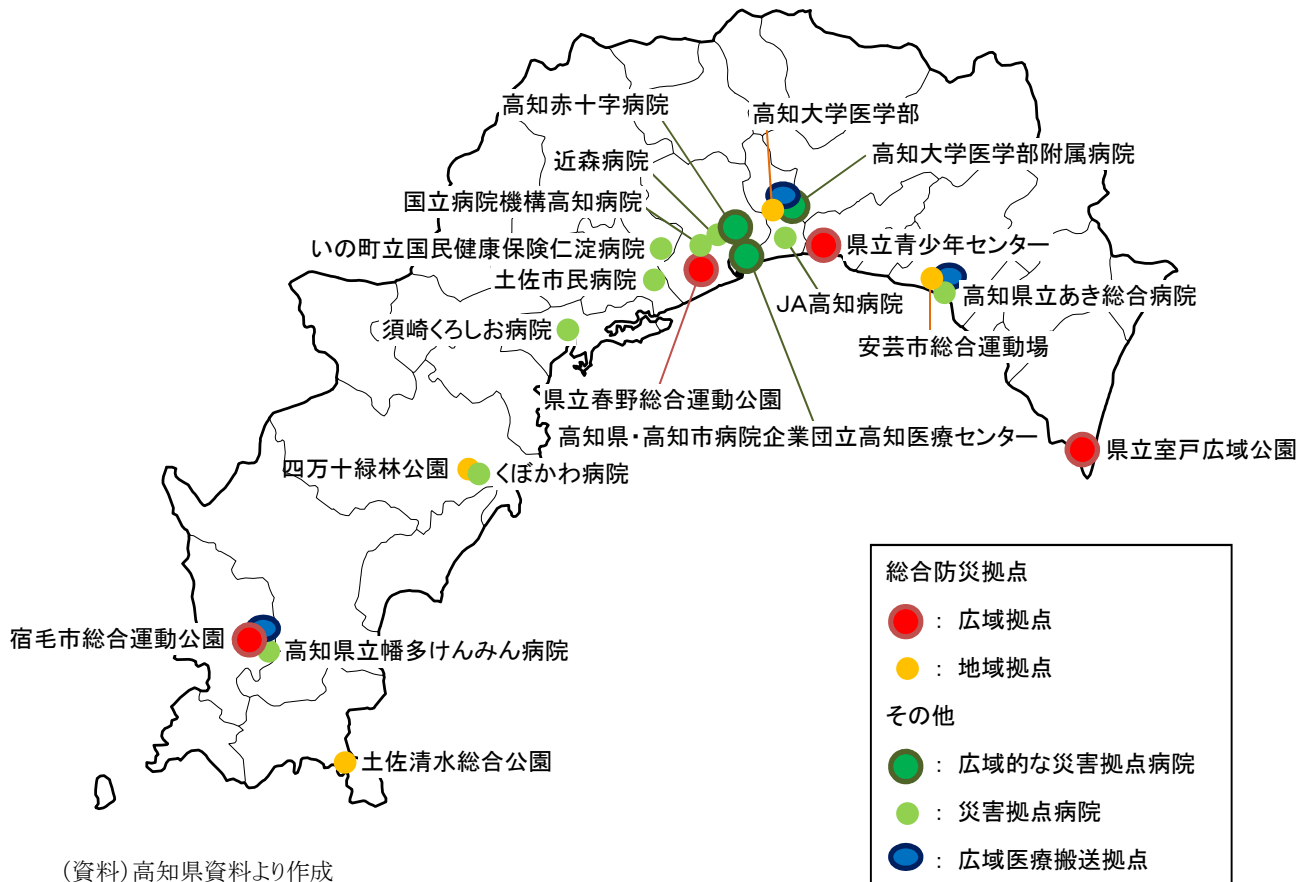 高知赤十字病院
高知大学医学部
近森病院
高知大学医学部附属病院
国立病院機構高知病院
いの町立国民健康保険仁淀病院
県立青少年センター
土佐市民病院
JA高知病院
高知県立あき総合病院
須崎くろしお病院
安芸市総合運動場
県立春野総合運動公園
高知県・高知市病院企業団立高知医療センター
県立室戸広域公園
四万十緑林公園
くぼかわ病院
宿毛市総合運動公園
高知県立幡多けんみん病院
土佐清水総合公園
総合防災拠点
： 広域拠点
： 地域拠点
その他
： 広域的な災害拠点病院
： 災害拠点病院
： 広域医療搬送拠点
（資料）高知県資料より作成